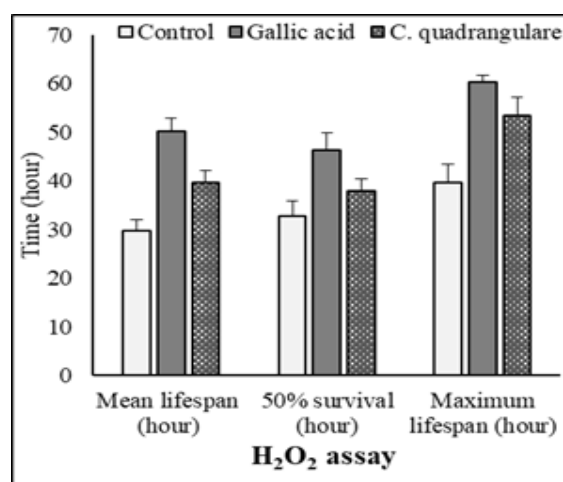 Control Gallic acid C. quadrangulare
Time (hour)
70
60
50
40
30
20
10
0
Mean lifespan 50% survival Maximum
(hour) (hour) lifespan (hour)
H₂O₂ assay